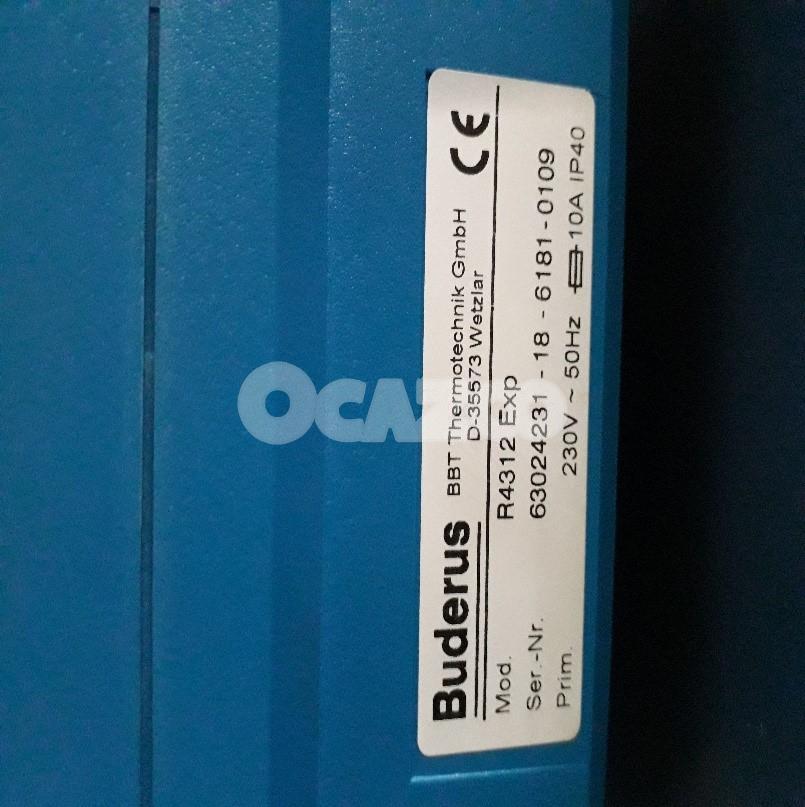 Buderus BBT Thermotechnik GmbH
D-35573 Wetzlar
CE
Mod. R4312 Exp
Ser.-Nr. 63024231 - 18 - 6181 - 0109
Prim. 230V ~ 50Hz 10A IP40